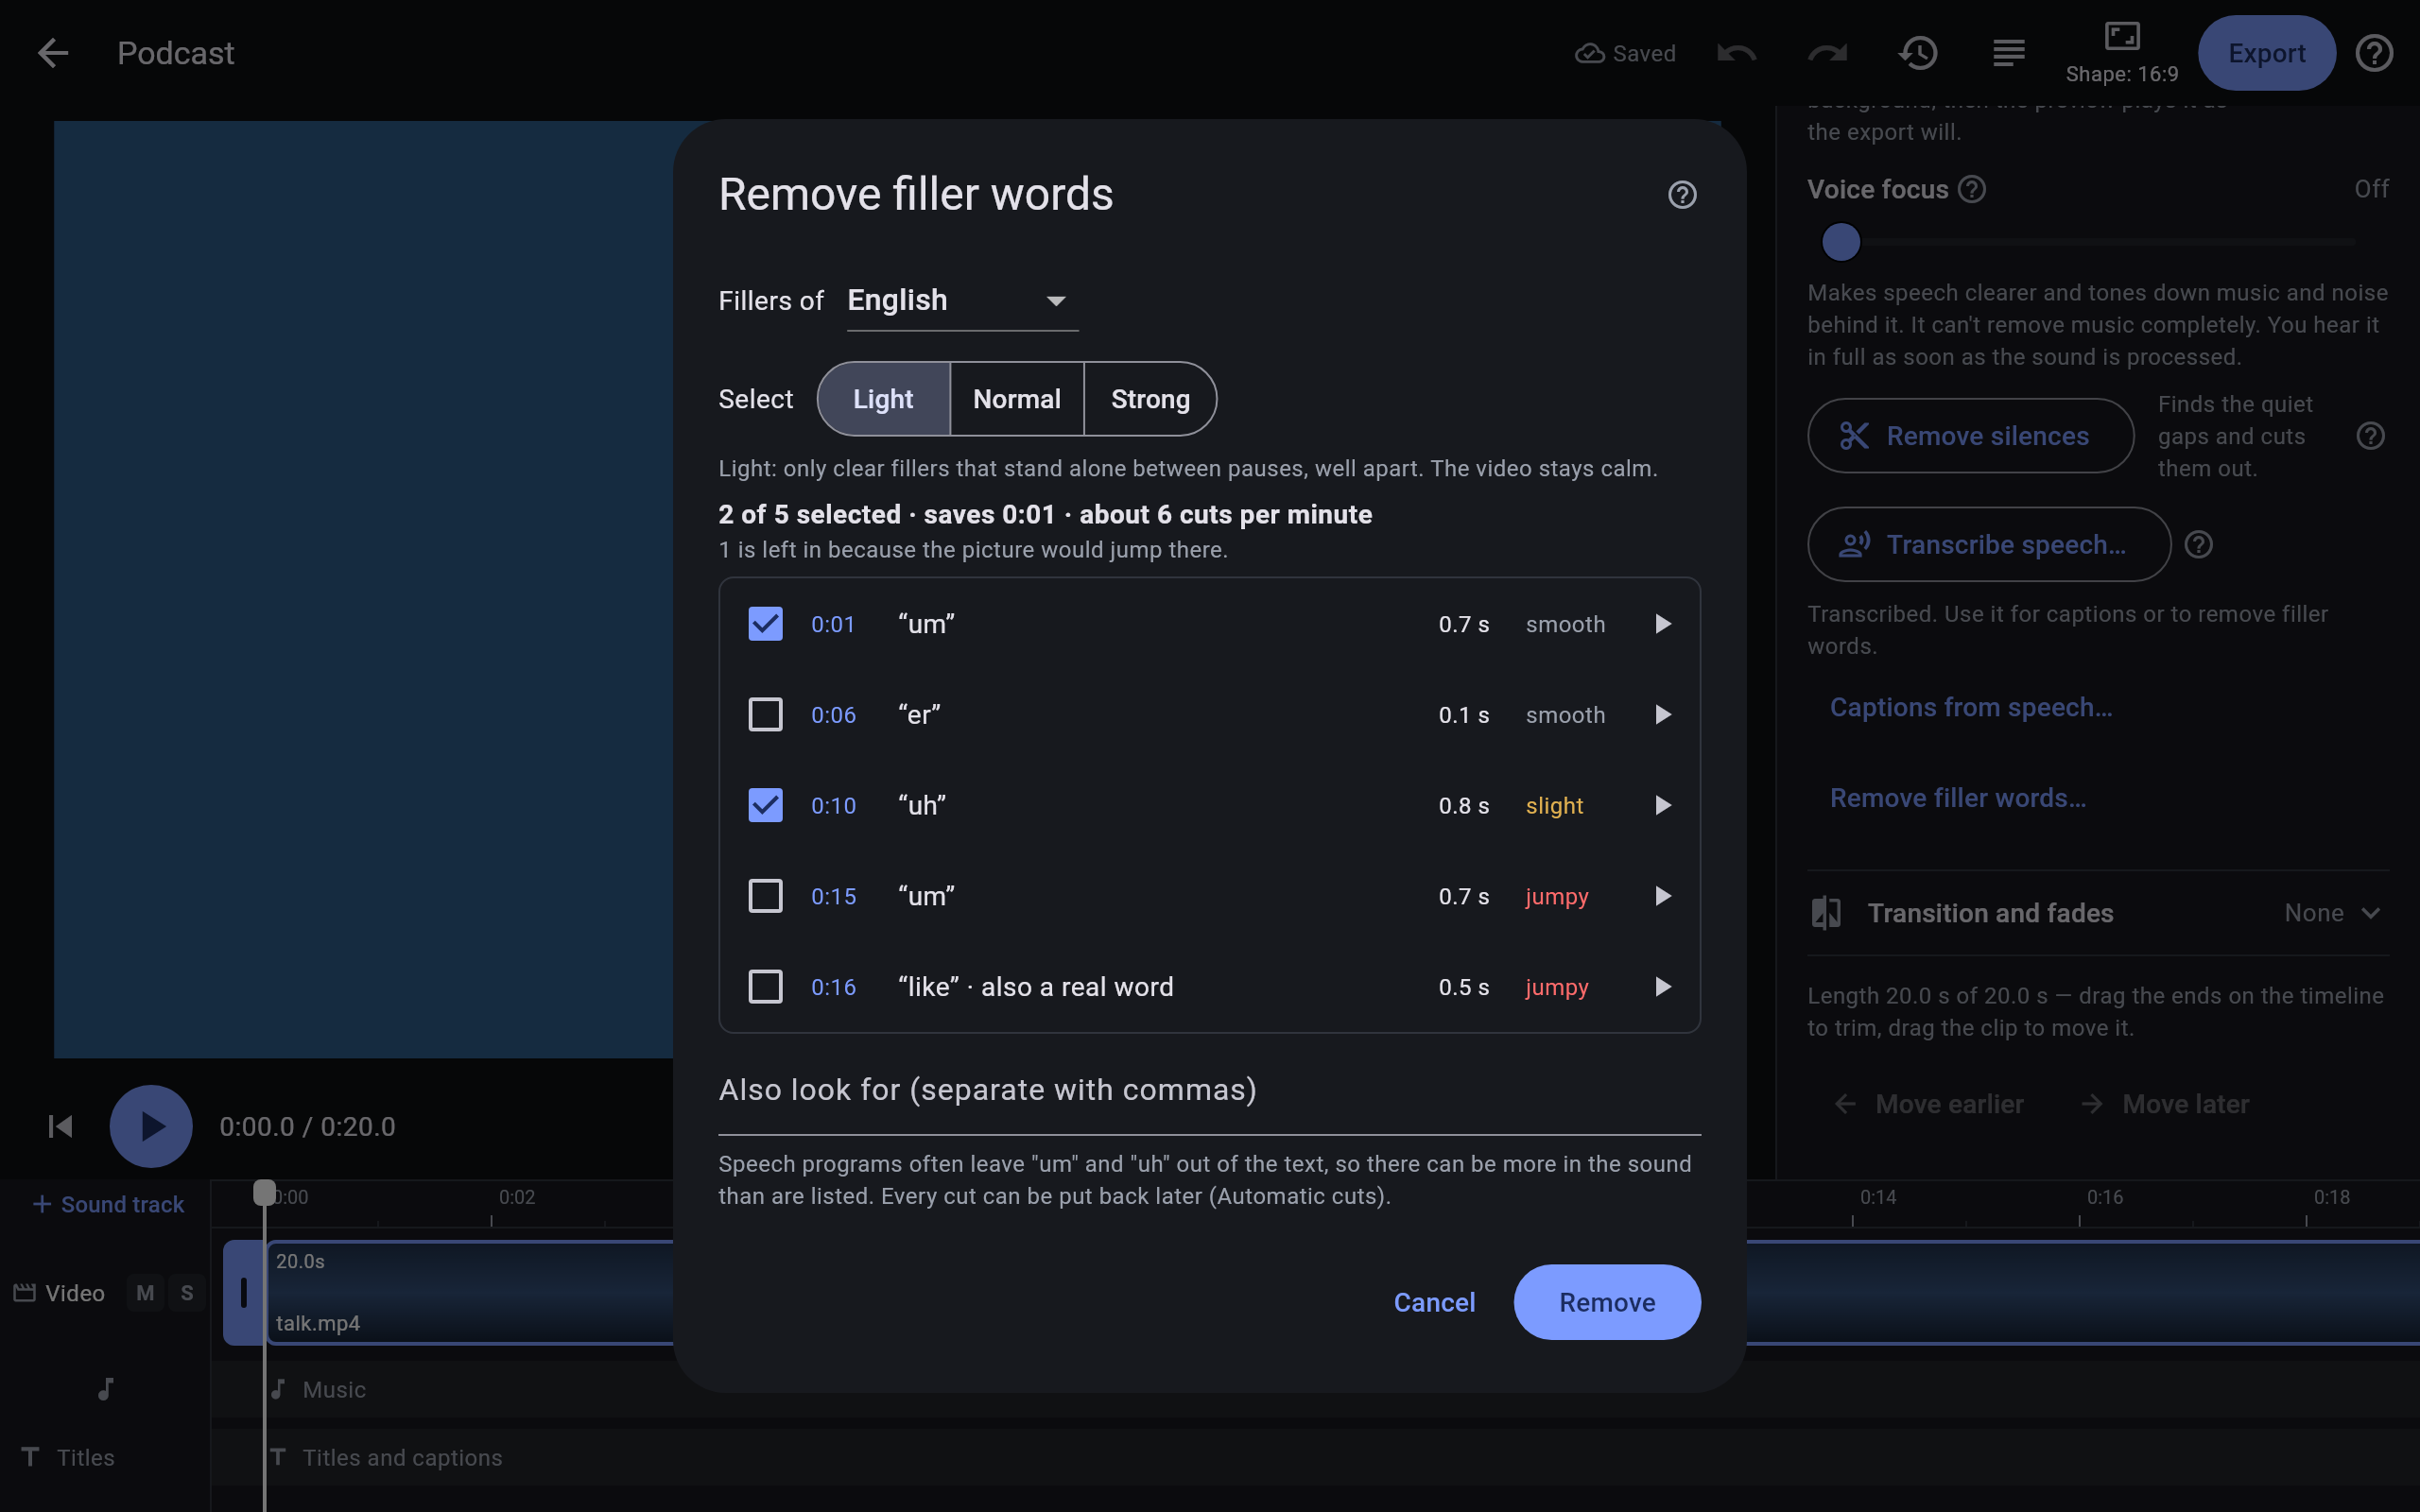 Podcast
Saved
Shape: 16:9
Export
the export will.
Voice focus
Off
Makes speech clearer and tones down music and noise
behind it. It can't remove music completely. You hear it
in full as soon as the sound is processed.
Remove silences
Finds the quiet
gaps and cuts
them out.
Transcribe speech…
Transcribed. Use it for captions or to remove filler
words.
Captions from speech…
Remove filler words…
Transition and fades
None
Length 20.0 s of 20.0 s — drag the ends on the timeline
to trim, drag the clip to move it.
Move earlier
Move later
Remove filler words
Fillers of English
Select Light Normal Strong
Light: only clear fillers that stand alone between pauses, well apart. The video stays calm.
2 of 5 selected · saves 0:01 · about 6 cuts per minute
1 is left in because the picture would jump there.
0:01 “um” 0.7 s smooth
0:06 “er” 0.1 s smooth
0:10 “uh” 0.8 s slight
0:15 “um” 0.7 s jumpy
0:16 “like” · also a real word 0.5 s jumpy
Also look for (separate with commas)
Speech programs often leave "um" and "uh" out of the text, so there can be more in the sound
than are listed. Every cut can be put back later (Automatic cuts).
Cancel
Remove
0:00.0 / 0:20.0
+ Sound track
0:00 0:02 0:14 0:16 0:18
Video M S
20.0s
talk.mp4
Music
Titles
Titles and captions